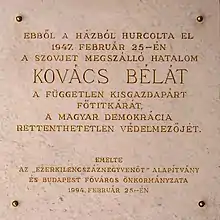 EBBŐL A HÁZBÓL HURCOLTA EL
1947. FEBRUÁR 25-ÉN
A SZOVJET MEGSZÁLLÓ HATALOM
KOVÁCS BÉLÁT
A FÜGGETLEN KISGAZDAPÁRT
FŐTITKÁRÁT,
A MAGYAR DEMOKRÁCIA
RETTENTHETETLEN VÉDELMEZŐJÉT.
EMELTE
AZ "EZERKILENCSZÁZNEGYVENÖT" ALAPÍTVÁNY
ÉS BUDAPEST FŐVÁROS ÖNKORMÁNYZATA
1994. FEBRUÁR 25-ÉN